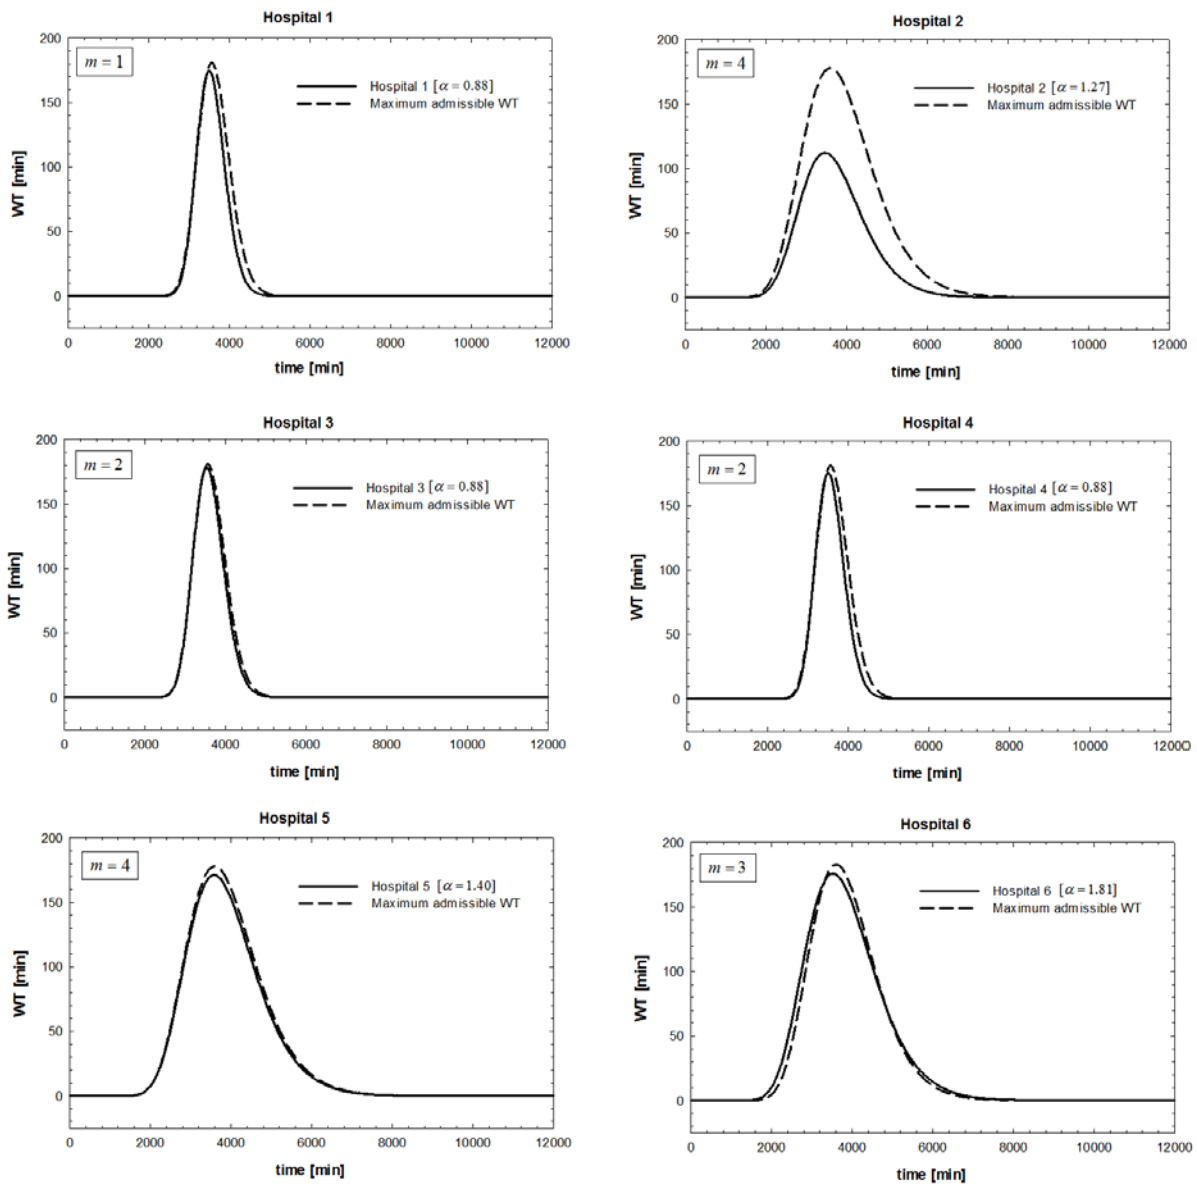 Hospital 1
200
150
100
50
0
WT [min]
m = 1
Hospital 1 [α = 0.88]
Maximum admissible WT
0 2000 4000 6000 8000 10000 12000
time [min]
Hospital 2
200
150
100
50
0
WT [min]
m = 4
Hospital 2 [α = 1.27]
Maximum admissible WT
0 2000 4000 6000 8000 10000 12000
time [min]
Hospital 3
200
150
100
50
0
WT [min]
m = 2
Hospital 3 [α = 0.88]
Maximum admissible WT
0 2000 4000 6000 8000 10000 12000
time [min]
Hospital 4
200
150
100
50
0
WT [min]
m = 2
Hospital 4 [α = 0.88]
Maximum admissible WT
0 2000 4000 6000 8000 10000 12000
time [min]
Hospital 5
200
150
100
50
0
WT [min]
m = 4
Hospital 5 [α = 1.40]
Maximum admissible WT
0 2000 4000 6000 8000 10000 12000
time [min]
Hospital 6
200
150
100
50
0
WT [min]
m = 3
Hospital 6 [α = 1.81]
Maximum admissible WT
0 2000 4000 6000 8000 10000 12000
time [min]